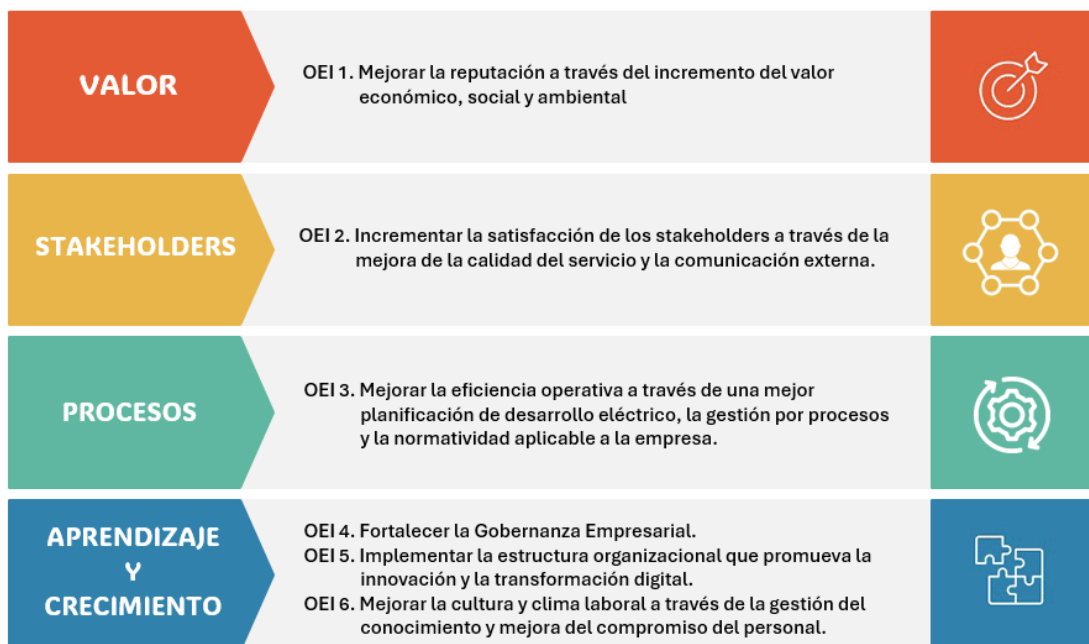 VALOR
OEI 1. Mejorar la reputación a través del incremento del valor
económico, social y ambiental
STAKEHOLDERS
OEI 2. Incrementar la satisfacción de los stakeholders a través de la
mejora de la calidad del servicio y la comunicación externa.
PROCESOS
OEI 3. Mejorar la eficiencia operativa a través de una mejor
planificación de desarrollo eléctrico, la gestión por procesos
y la normatividad aplicable a la empresa.
APRENDIZAJE
Y
CRECIMIENTO
OEI 4. Fortalecer la Gobernanza Empresarial.
OEI 5. Implementar la estructura organizacional que promueva la
innovación y la transformación digital.
OEI 6. Mejorar la cultura y clima laboral a través de la gestión del
conocimiento y mejora del compromiso del personal.